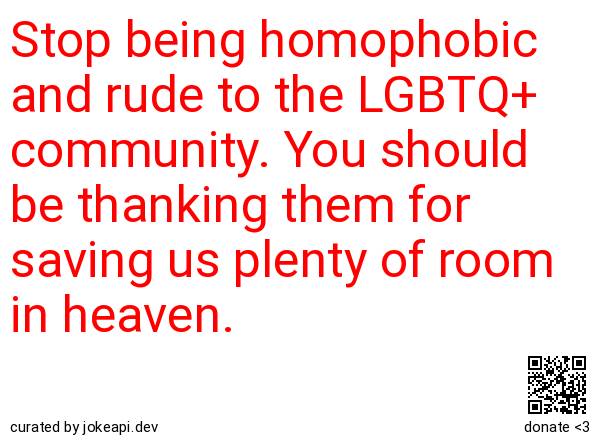 Stop being homophobic
and rude to the LGBTQ+
community. You should
be thanking them for
saving us plenty of room
in heaven.
curated by jokeapi.dev
donate <3